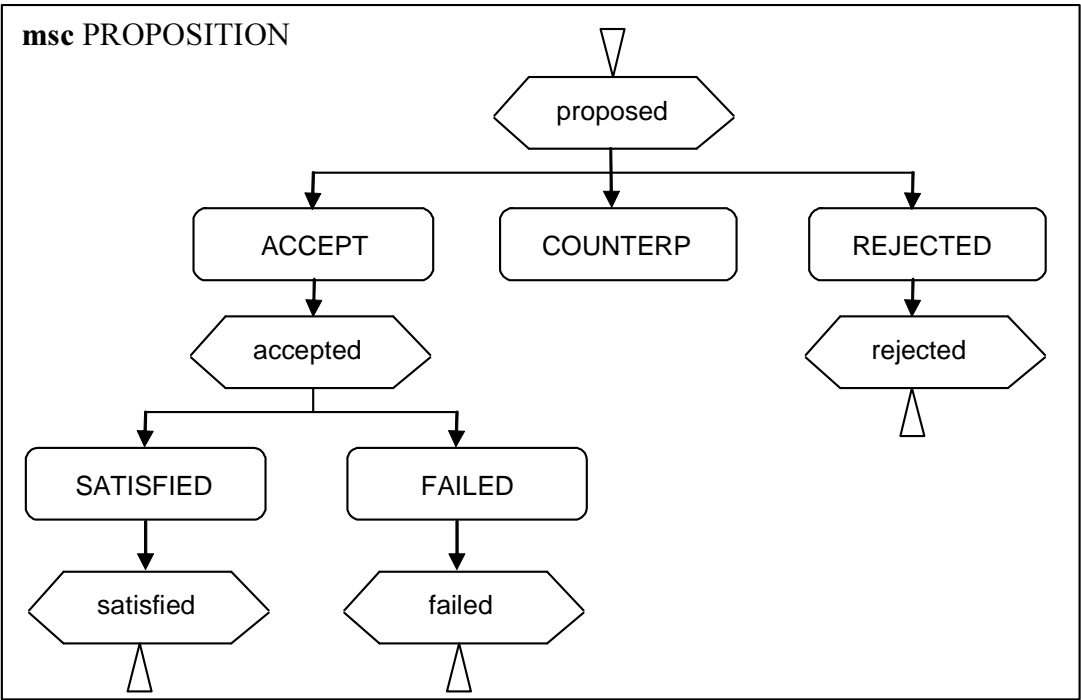 msc PROPOSITION
proposed
ACCEPT
COUNTERP
REJECTED
accepted
rejected
SATISFIED
FAILED
satisfied
failed